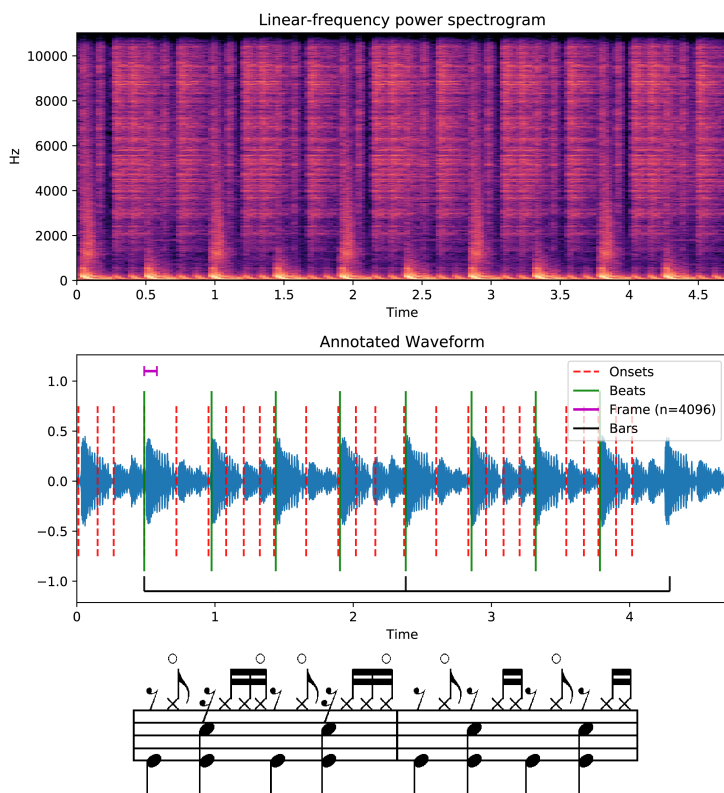 Linear-frequency power spectrogram
10000
8000
6000
4000
2000
0
Hz
0 0.5 1 1.5 2 2.5 3 3.5 4 4.5
Time
Annotated Waveform
1.0
0.5
0.0
−0.5
−1.0
Onsets
Beats
Frame (n=4096)
Bars
0 1 2 3 4
Time